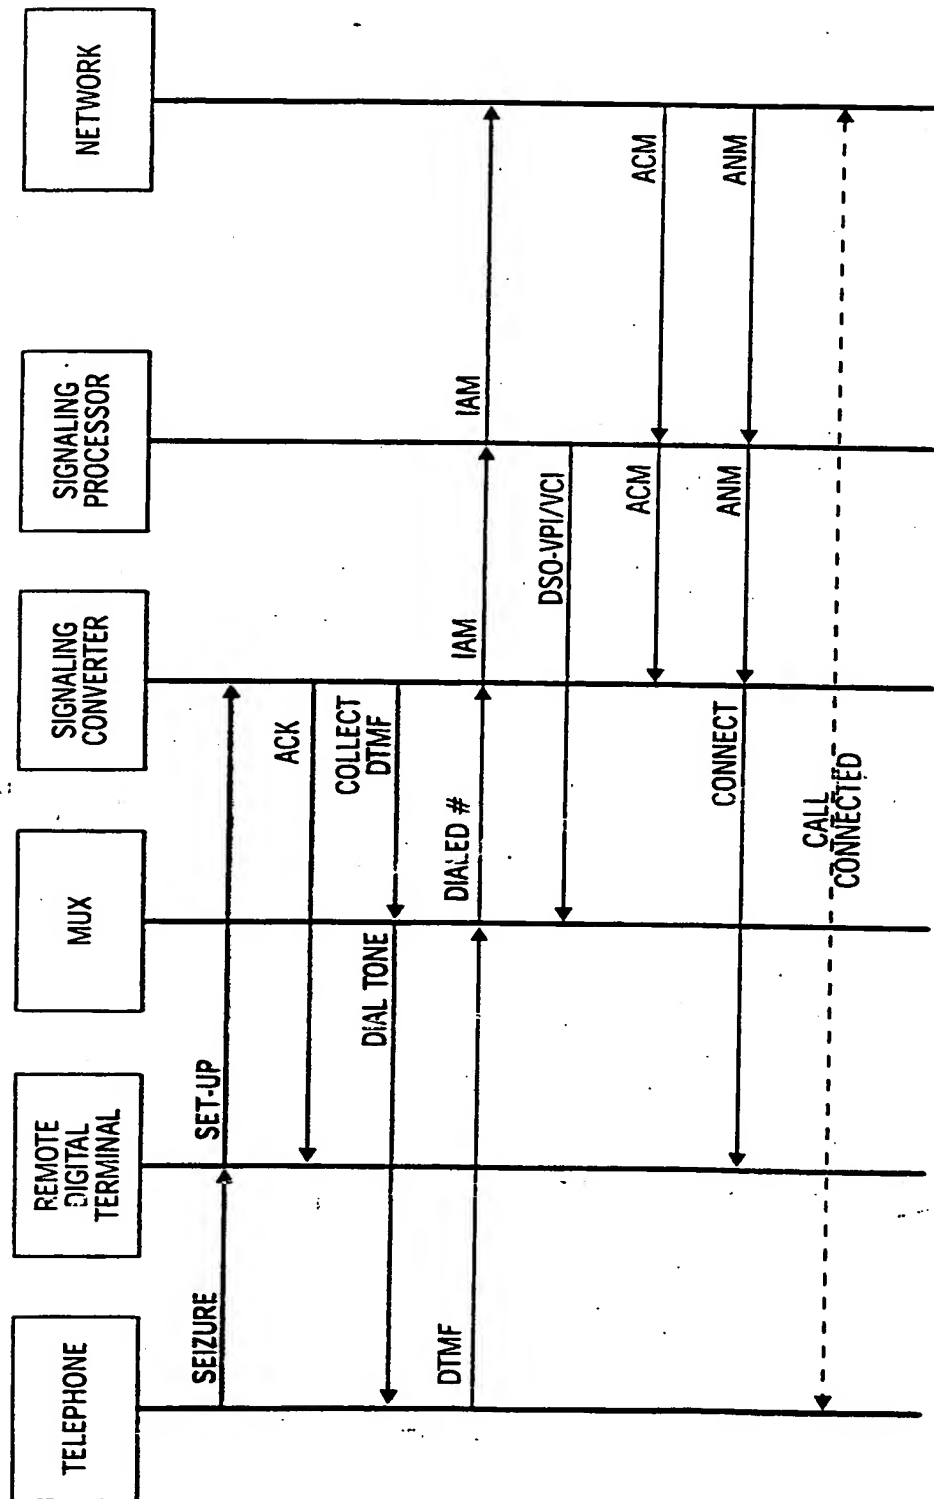 TELEPHONE
REMOTE
DIGITAL
TERMINAL
MUX
SIGNALING
CONVERTER
SIGNALING
PROCESSOR
NETWORK
SEIZURE
SET-UP
ACK
COLLECT
DTMF
DIAL TONE
DTMF
DIALED #
IAM
IAM
DSO-VPI/VCI
ACM
ACM
ANM
ANM
CONNECT
CALL
CONNECTED